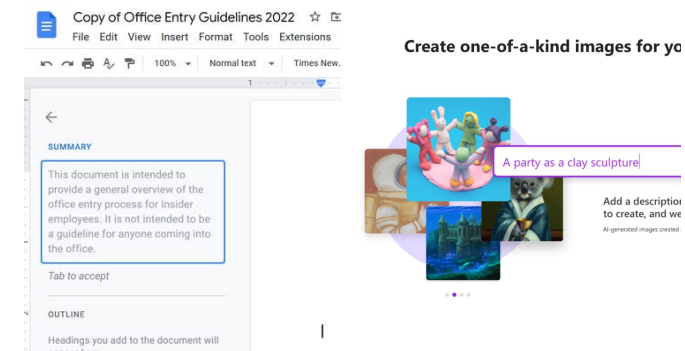 Copy of Office Entry Guidelines 2022
File Edit View Insert Format Tools Extensions
100% Normal text Times New.
1
SUMMARY
This document is intended to
provide a general overview of the
office entry process for Insider
employees. It is not intended to be
a guideline for anyone coming into
the office.
Tab to accept
OUTLINE
Headings you add to the document will
Create one-of-a-kind images for yo
A party as a clay sculpture
Add a description
to create, and we
AI-generated images created